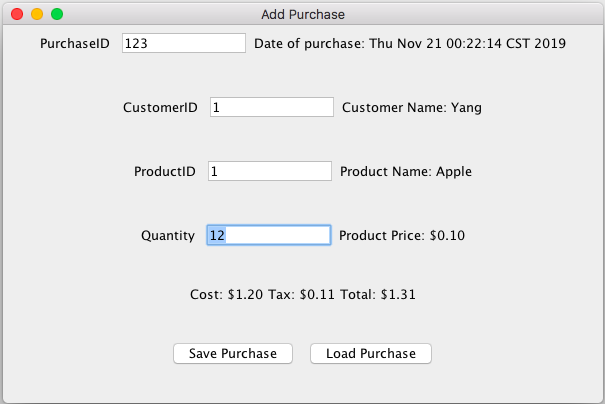 Add Purchase
PurchaseID 123 Date of purchase: Thu Nov 21 00:22:14 CST 2019
CustomerID 1 Customer Name: Yang
ProductID 1 Product Name: Apple
Quantity 12 Product Price: $0.10
Cost: $1.20 Tax: $0.11 Total: $1.31
Save Purchase Load Purchase